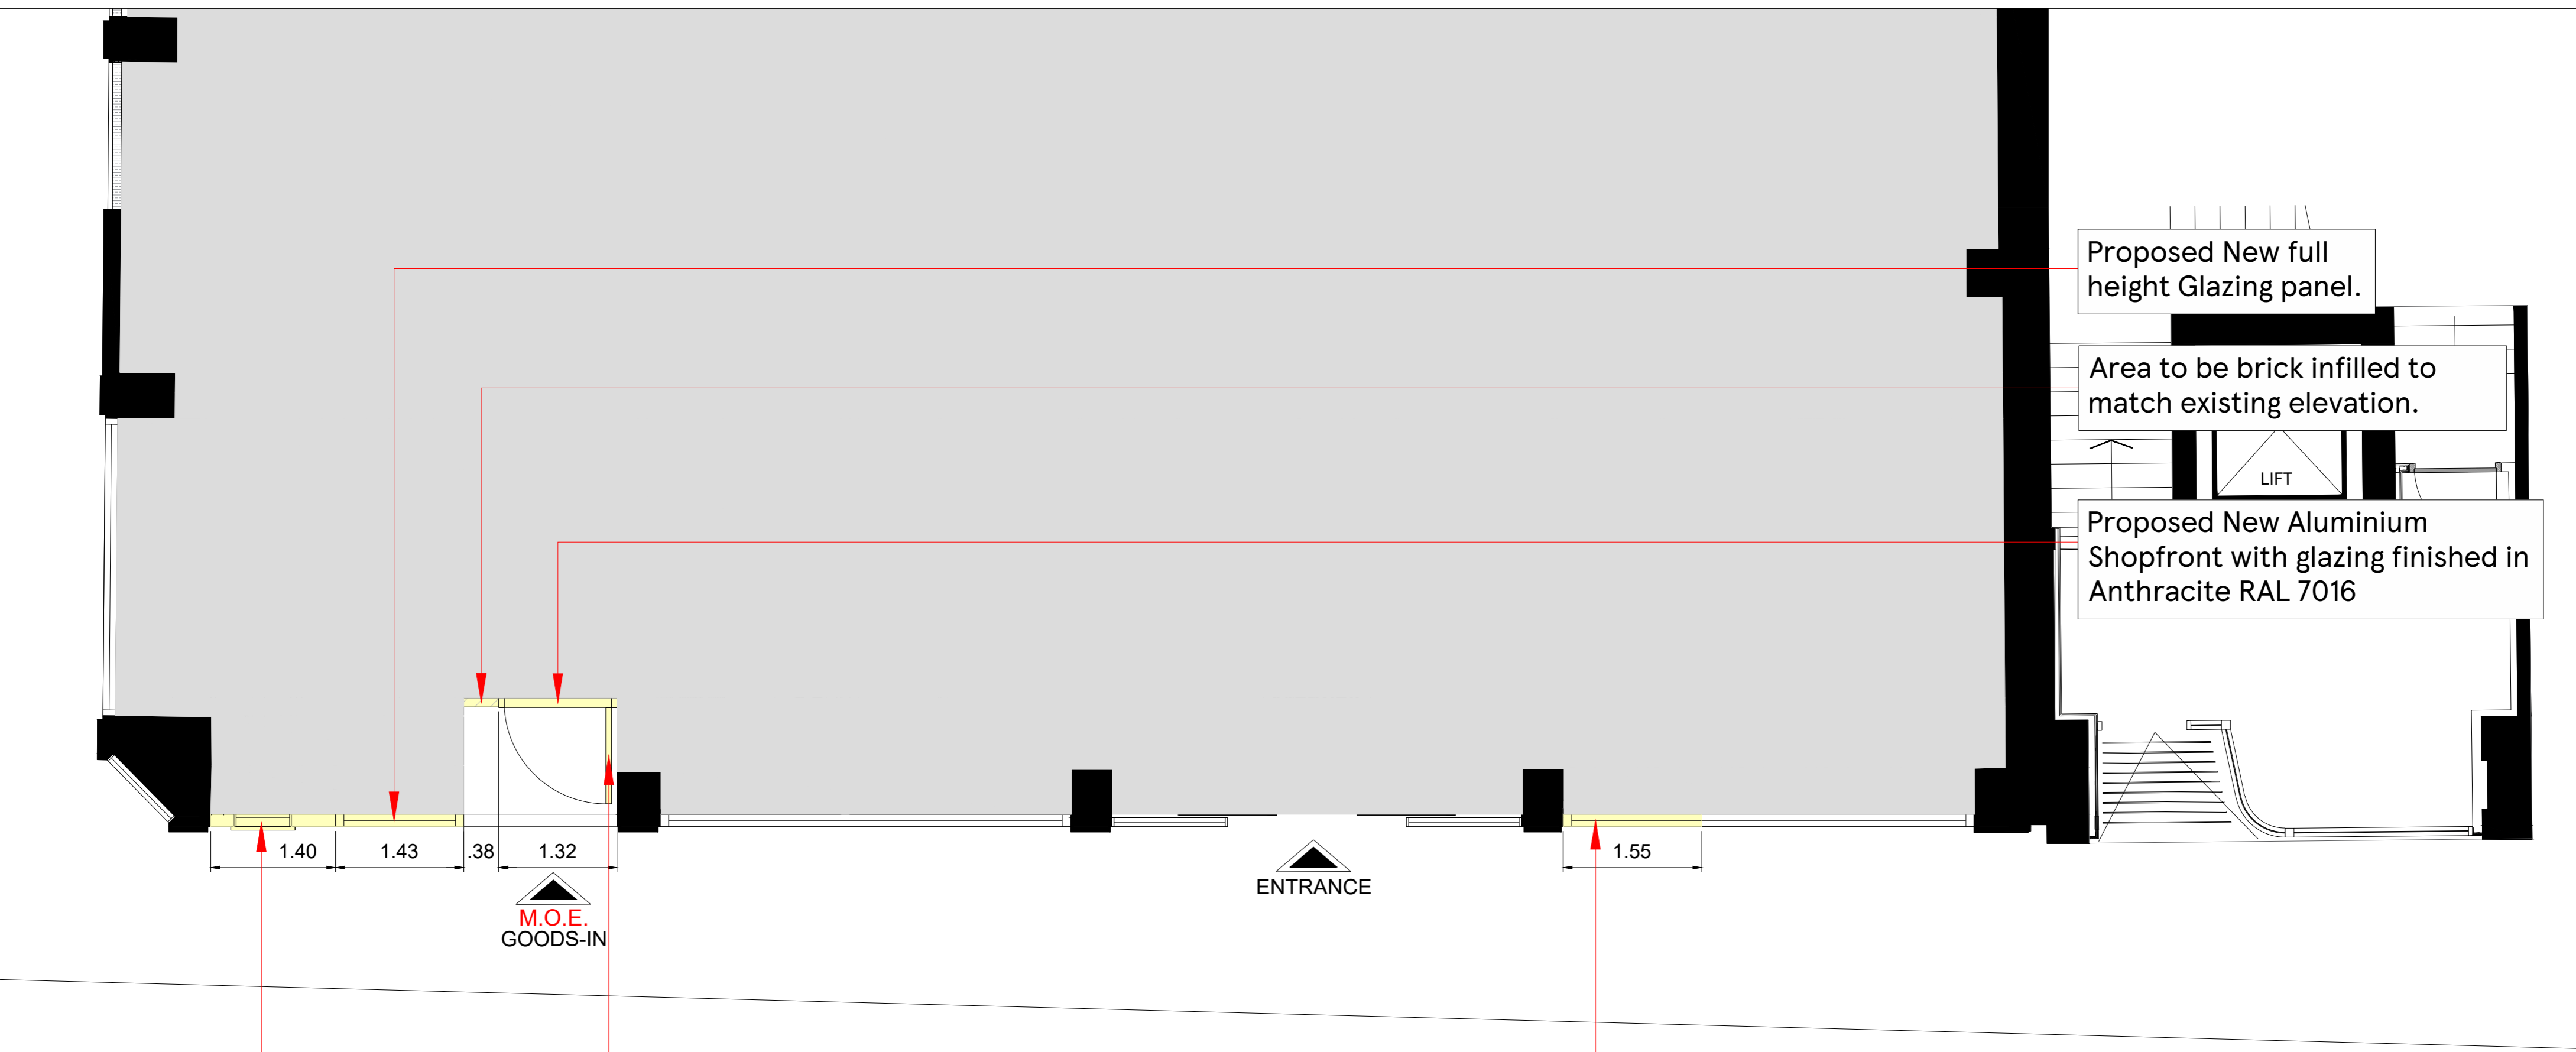 Proposed New full
height Glazing panel.
Area to be brick infilled to
match existing elevation.
LIFT
Proposed New Aluminium
Shopfront with glazing finished in
Anthracite RAL 7016
1.40
1.43
.38
1.32
1.55
ENTRANCE
M.O.E.
GOODS-IN